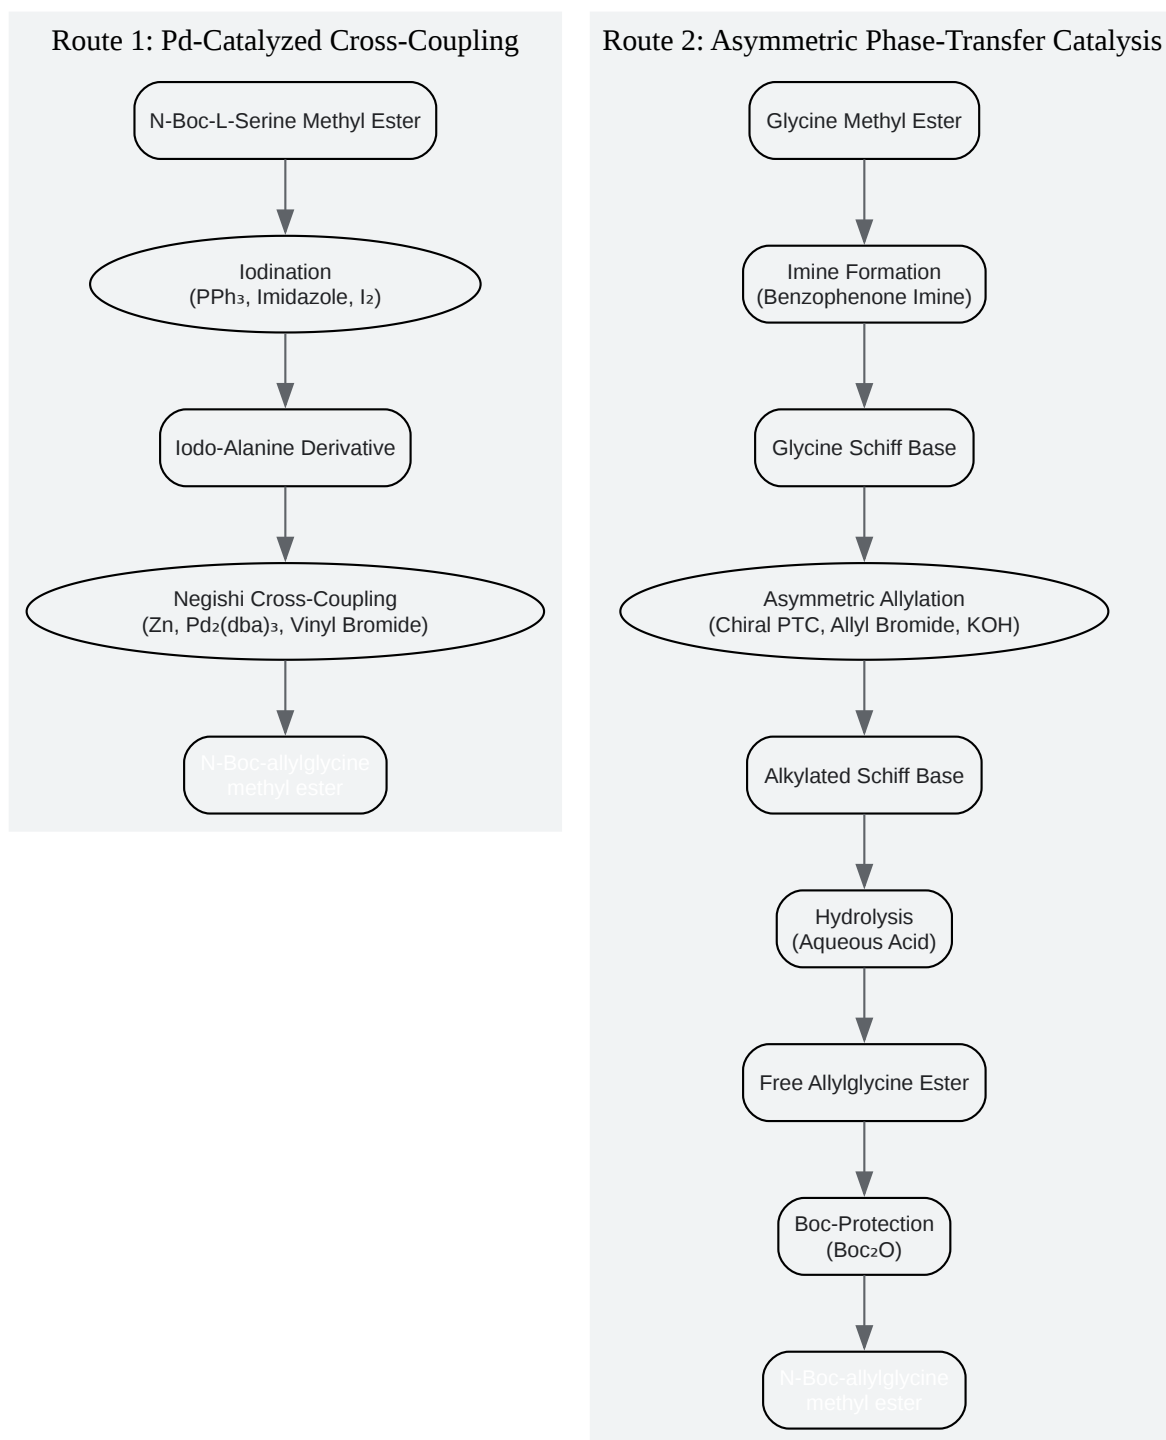 Route 1: Pd-Catalyzed Cross-Coupling
N-Boc-L-Serine Methyl Ester
Iodination
(PPh₃, Imidazole, I₂)
Iodo-Alanine Derivative
Negishi Cross-Coupling
(Zn, Pd₂(dba)₃, Vinyl Bromide)
N-Boc-allylglycine
methyl ester
Route 2: Asymmetric Phase-Transfer Catalysis
Glycine Methyl Ester
Imine Formation
(Benzophenone Imine)
Glycine Schiff Base
Asymmetric Allylation
(Chiral PTC, Allyl Bromide, KOH)
Alkylated Schiff Base
Hydrolysis
(Aqueous Acid)
Free Allylglycine Ester
Boc-Protection
(Boc₂O)
N-Boc-allylglycine
methyl ester